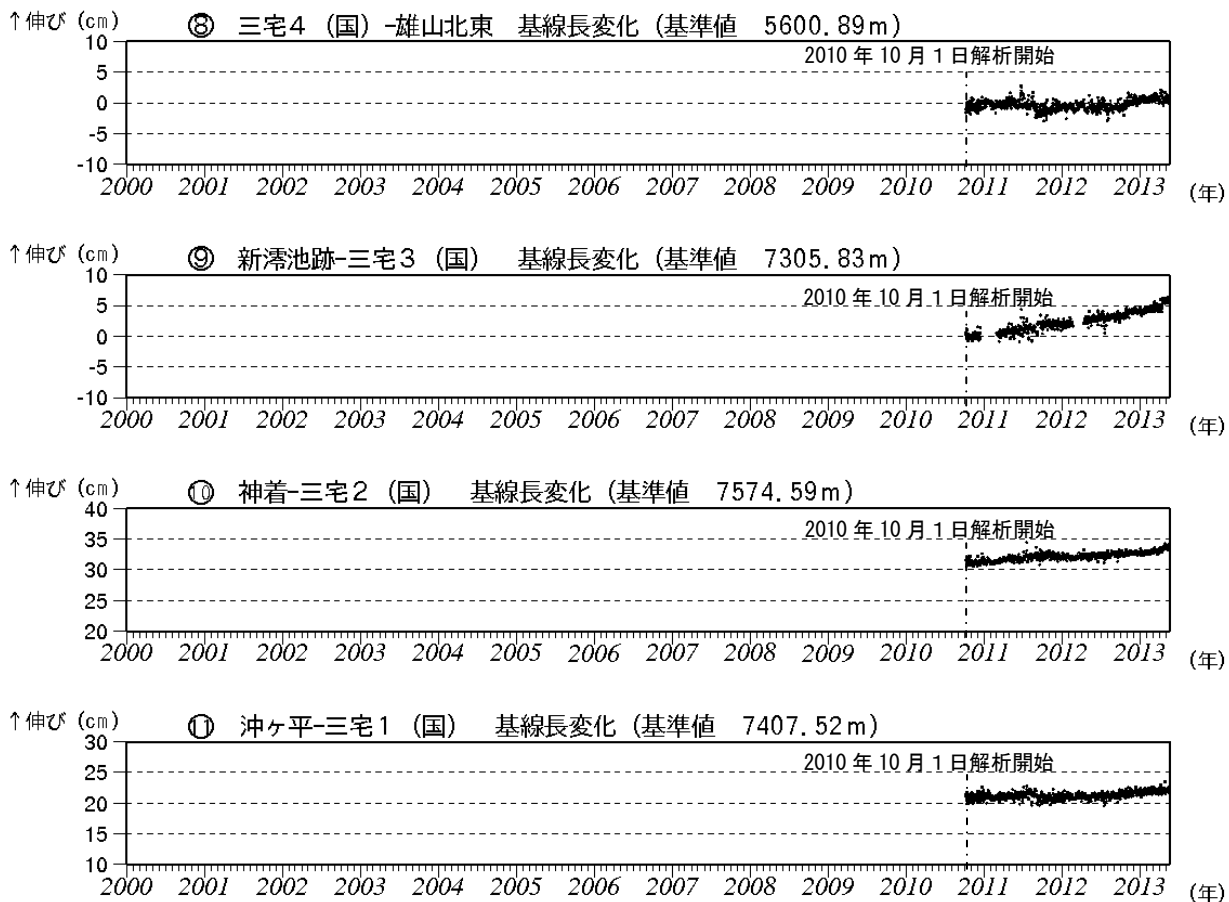 ↑伸び (cm) ⑧ 三宅4 (国) -雄山北東 基線長変化 (基準値 5600.89m)
2010 年 10 月 1 日解析開始
10
5
0
-5
-10
2000 2001 2002 2003 2004 2005 2006 2007 2008 2009 2010 2011 2012 2013 (年)
↑伸び (cm) ⑨ 新澪池跡-三宅3 (国) 基線長変化 (基準値 7305.83m)
2010 年 10 月 1 日解析開始
10
5
0
-5
-10
2000 2001 2002 2003 2004 2005 2006 2007 2008 2009 2010 2011 2012 2013 (年)
↑伸び (cm) ⑩ 神着-三宅2 (国) 基線長変化 (基準値 7574.59m)
2010 年 10 月 1 日解析開始
40
35
30
25
20
2000 2001 2002 2003 2004 2005 2006 2007 2008 2009 2010 2011 2012 2013 (年)
↑伸び (cm) ⑪ 沖ヶ平-三宅1 (国) 基線長変化 (基準値 7407.52m)
2010 年 10 月 1 日解析開始
30
25
20
15
10
2000 2001 2002 2003 2004 2005 2006 2007 2008 2009 2010 2011 2012 2013 (年)